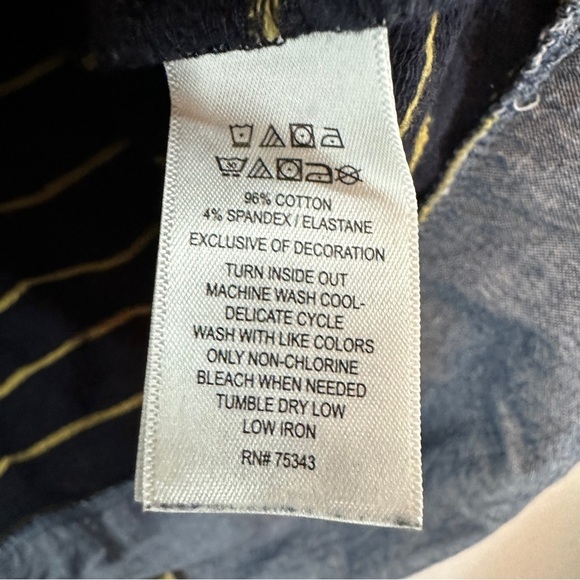 96% COTTON
4% SPANDEX / ELASTANE
EXCLUSIVE OF DECORATION
TURN INSIDE OUT
MACHINE WASH COOL-
DELICATE CYCLE
WASH WITH LIKE COLORS
ONLY NON-CHLORINE
BLEACH WHEN NEEDED
TUMBLE DRY LOW
LOW IRON
RN# 75343